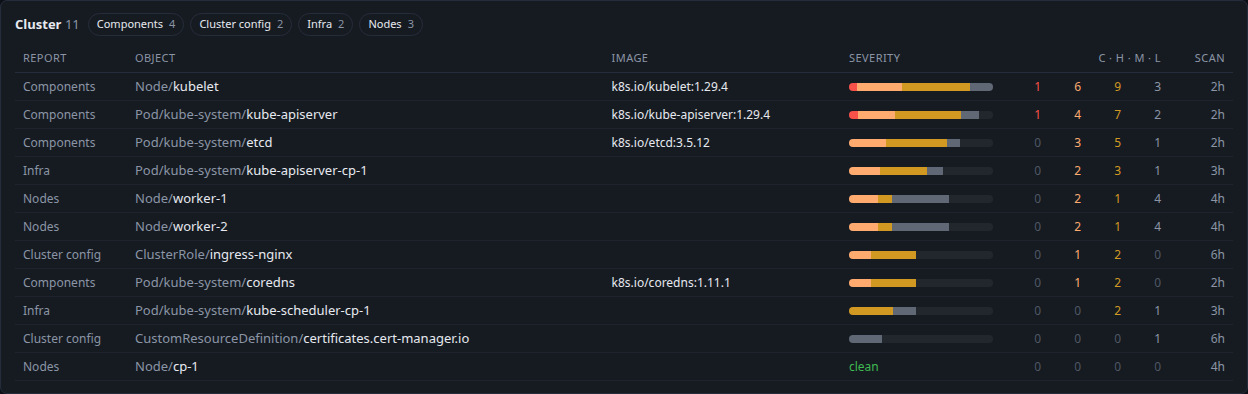 Cluster 11 Components 4 Cluster config 2 Infra 2 Nodes 3
REPORT OBJECT IMAGE SEVERITY C · H · M · L SCAN
Components Node/kubelet k8s.io/kubelet:1.29.4 1 6 9 3 2h
Components Pod/kube-system/kube-apiserver k8s.io/kube-apiserver:1.29.4 1 4 7 2 2h
Components Pod/kube-system/etcd k8s.io/etcd:3.5.12 0 3 5 1 2h
Infra Pod/kube-system/kube-apiserver-cp-1 0 2 3 1 3h
Nodes Node/worker-1 0 2 1 4 4h
Nodes Node/worker-2 0 2 1 4 4h
Cluster config ClusterRole/ingress-nginx 0 1 2 0 6h
Components Pod/kube-system/coredns k8s.io/coredns:1.11.1 0 1 2 0 2h
Infra Pod/kube-system/kube-scheduler-cp-1 0 0 2 1 3h
Cluster config CustomResourceDefinition/certificates.cert-manager.io 0 0 0 1 6h
Nodes Node/cp-1 clean 0 0 0 0 4h